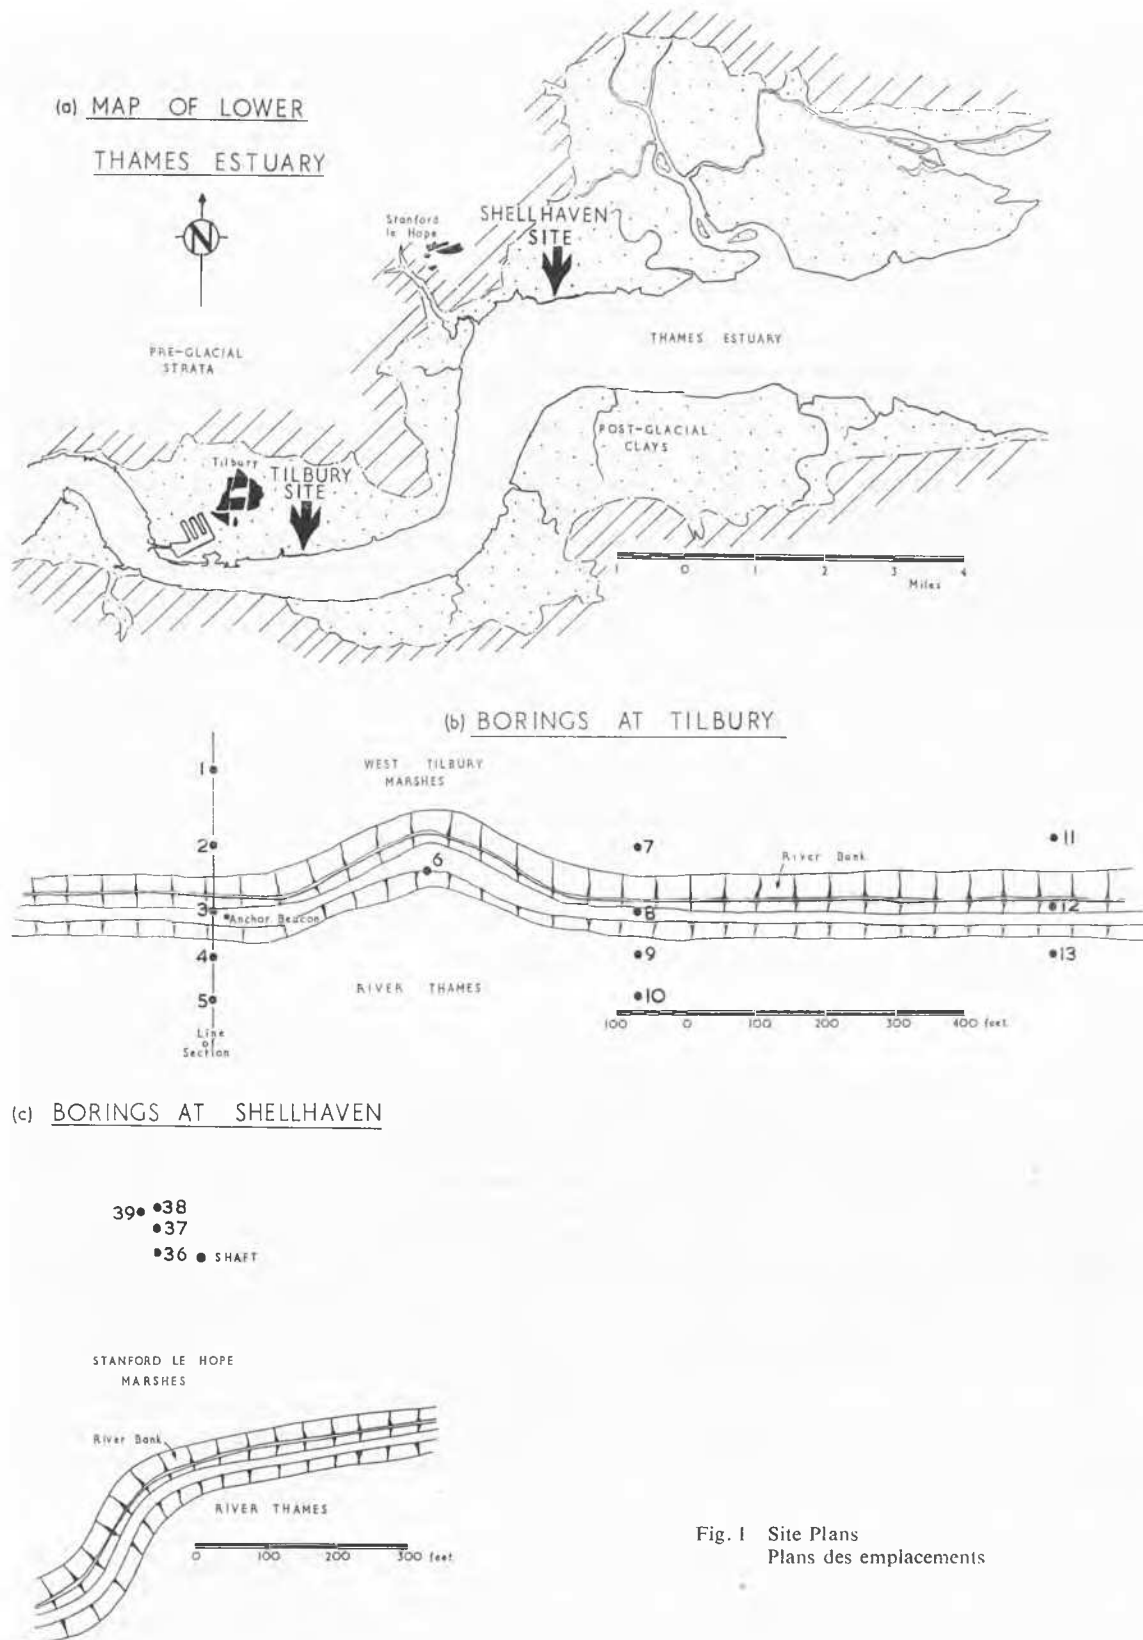 (a) MAP OF LOWER
THAMES ESTUARY
N
Stanford
le Hope
SHELLHAVEN
SITE
PRE-GLACIAL
STRATA
THAMES ESTUARY
POST-GLACIAL
CLAYS
Tilbury
TILBURY
SITE
1 0 1 2 3 4
Miles
(b) BORINGS AT TILBURY
WEST TILBURY
MARSHES
1
2
3
4
5
6
7
8
9
10
11
12
13
River Bank
Anchor Beacon
RIVER THAMES
Line
of
Section
100 0 100 200 300 400 feet.
(c) BORINGS AT SHELLHAVEN
39 38
37
36 SHAFT
STANFORD LE HOPE
MARSHES
River Bank
RIVER THAMES
0 100 200 300 feet.
Fig. 1 Site Plans
Plans des emplacements